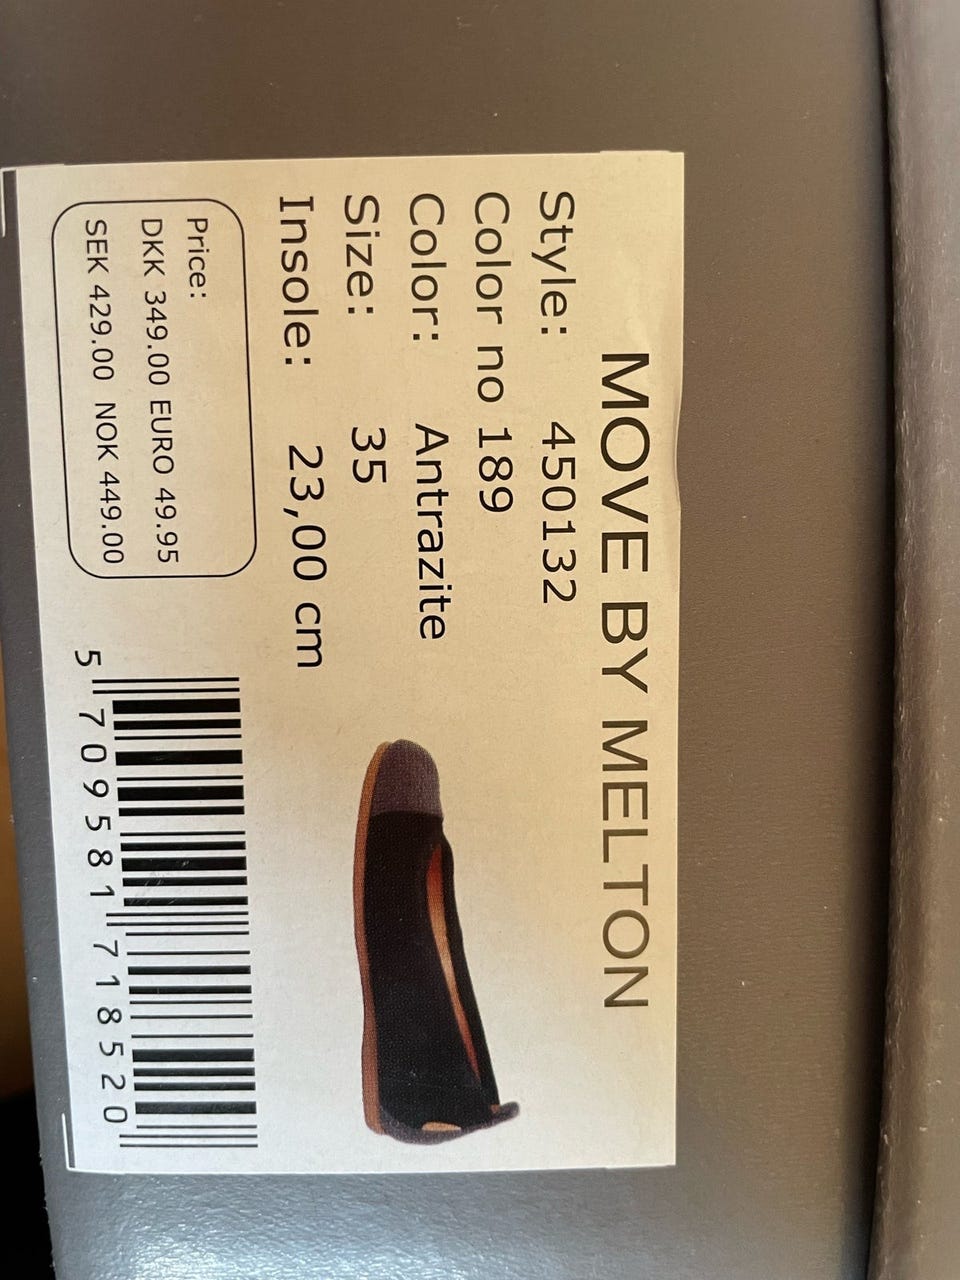 MOVE BY MELTON
Style: 450132
Color no 189
Color: Antrazite
Size: 35
Insole: 23,00 cm
Price:
DKK 349.00 EURO 49.95
SEK 429.00 NOK 449.00
5 709581 718520